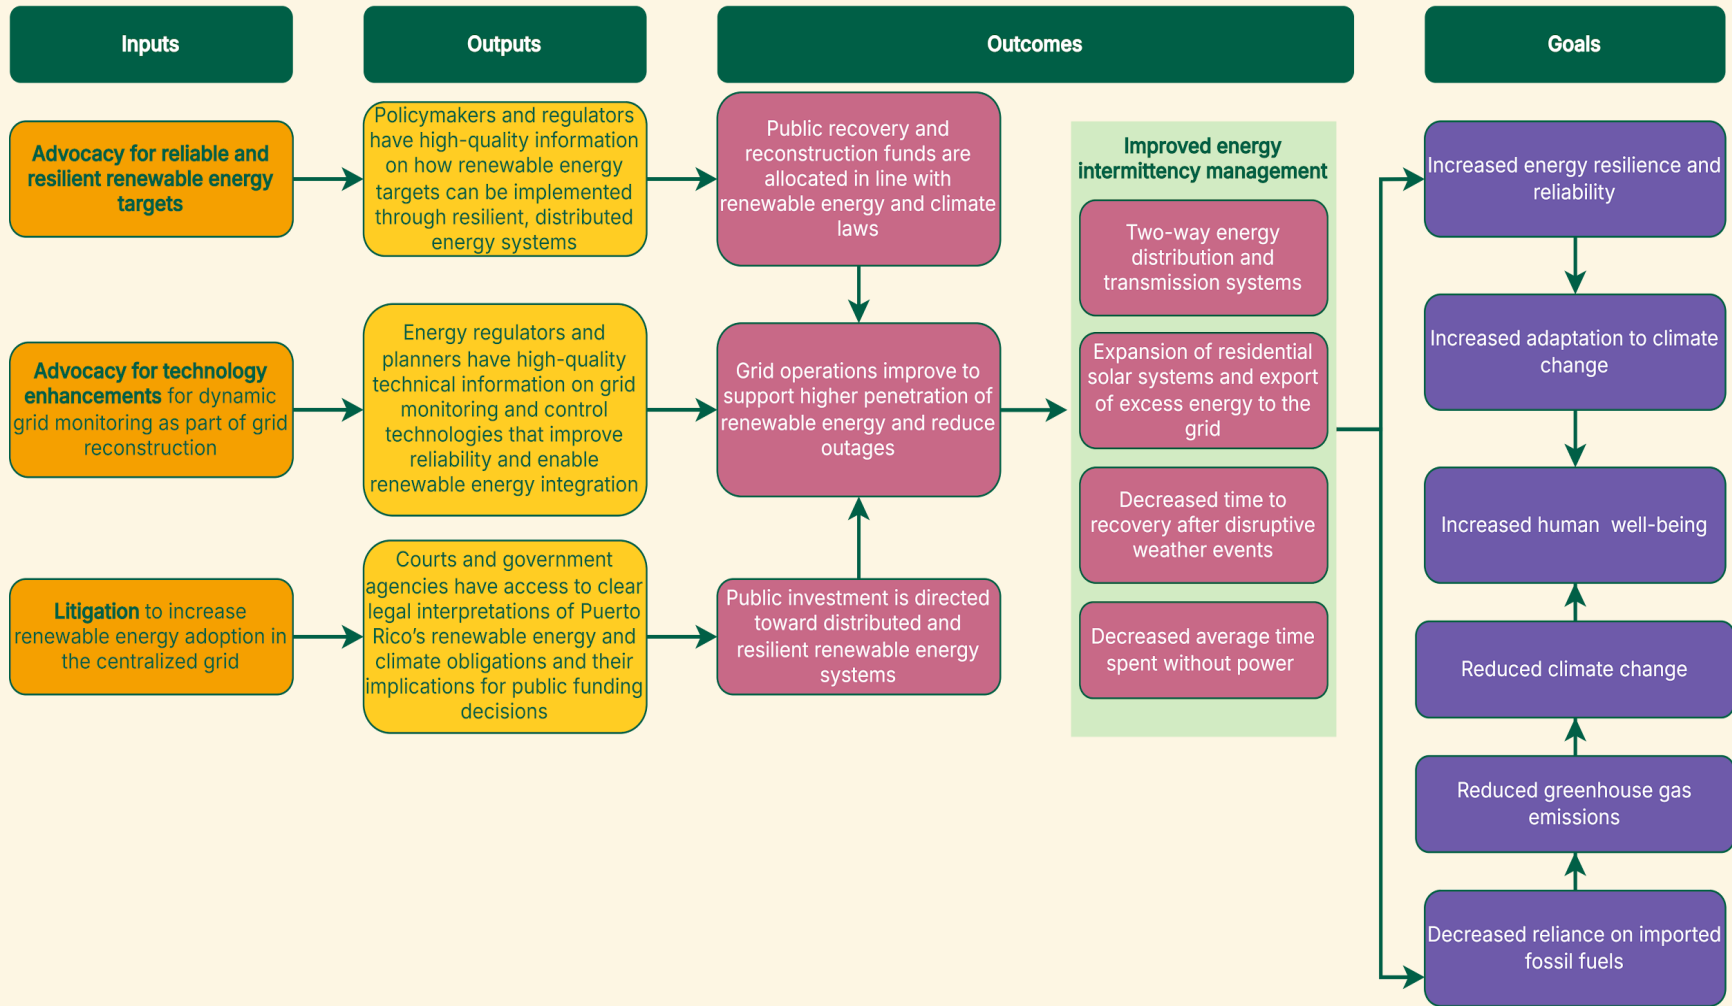 Inputs
Outputs
Outcomes
Goals
Advocacy for reliable and
resilient renewable energy
targets
Policymakers and regulators
have high-quality information
on how renewable energy
targets can be implemented
through resilient, distributed
energy systems
Public recovery and
reconstruction funds are
allocated in line with
renewable energy and climate
laws
Advocacy for technology
enhancements for dynamic
grid monitoring as part of grid
reconstruction
Energy regulators and
planners have high-quality
technical information on grid
monitoring and control
technologies that improve
reliability and enable
renewable energy integration
Grid operations improve to
support higher penetration of
renewable energy and reduce
outages
Litigation to increase
renewable energy adoption in
the centralized grid
Courts and government
agencies have access to clear
legal interpretations of Puerto
Rico’s renewable energy and
climate obligations and their
implications for public funding
decisions
Public investment is directed
toward distributed and
resilient renewable energy
systems
Improved energy
intermittency management
Two-way energy
distribution and
transmission systems
Expansion of residential
solar systems and export
of excess energy to the
grid
Decreased time to
recovery after disruptive
weather events
Decreased average time
spent without power
Increased energy resilience and
reliability
Increased adaptation to climate
change
Increased human  well-being
Reduced climate change
Reduced greenhouse gas
emissions
Decreased reliance on imported
fossil fuels